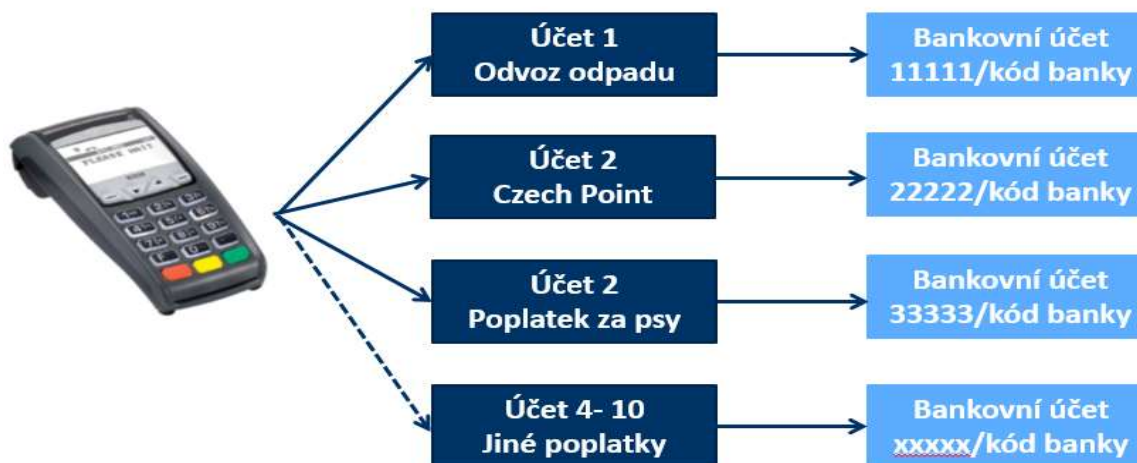 PLEASE WAIT
Účet 1
Odvoz odpadu
Bankovní účet
11111/kód banky
Účet 2
Czech Point
Bankovní účet
22222/kód banky
Účet 2
Poplatek za psy
Bankovní účet
33333/kód banky
Účet 4- 10
Jiné poplatky
Bankovní účet
xxxxx/kód banky